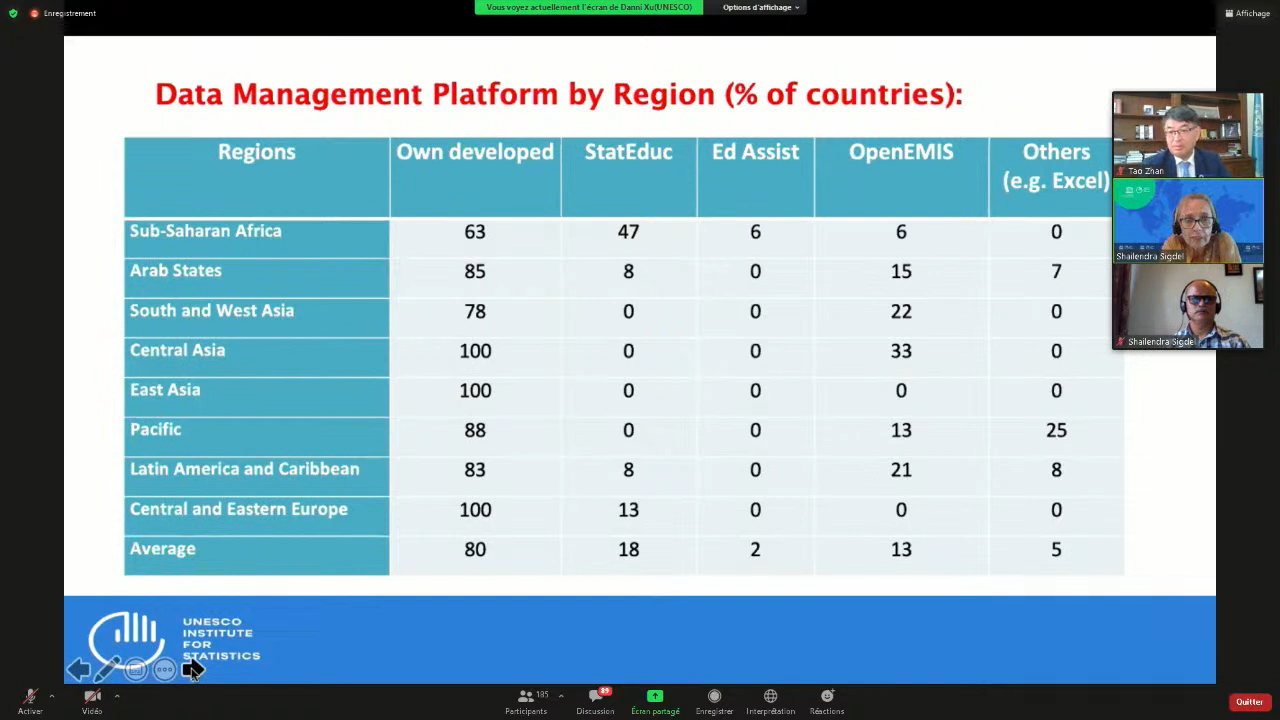 Enregistrement
Vous voyez actuellement l'écran de Danni Xu(UNESCO)
Options d'affichage
Affichage
Data Management Platform by Region (% of countries):
Regions Own developed StatEduc Ed Assist OpenEMIS Others (e.g. Excel)
Sub-Saharan Africa 63 47 6 6 0
Arab States 85 8 0 15 7
South and West Asia 78 0 0 22 0
Central Asia 100 0 0 33 0
East Asia 100 0 0 0 0
Pacific 88 0 0 13 25
Latin America and Caribbean 83 8 0 21 8
Central and Eastern Europe 100 13 0 0 0
Average 80 18 2 13 5
Tao Zhan
Shailendra Sigdel
Shailendra Sigdel
UNESCO
INSTITUTE
FOR
STATISTICS
Muet
Vidéo
185
Participants
89
Discussion
Écran partagé
Enregistrer
Interprétation
Réactions
Quitter